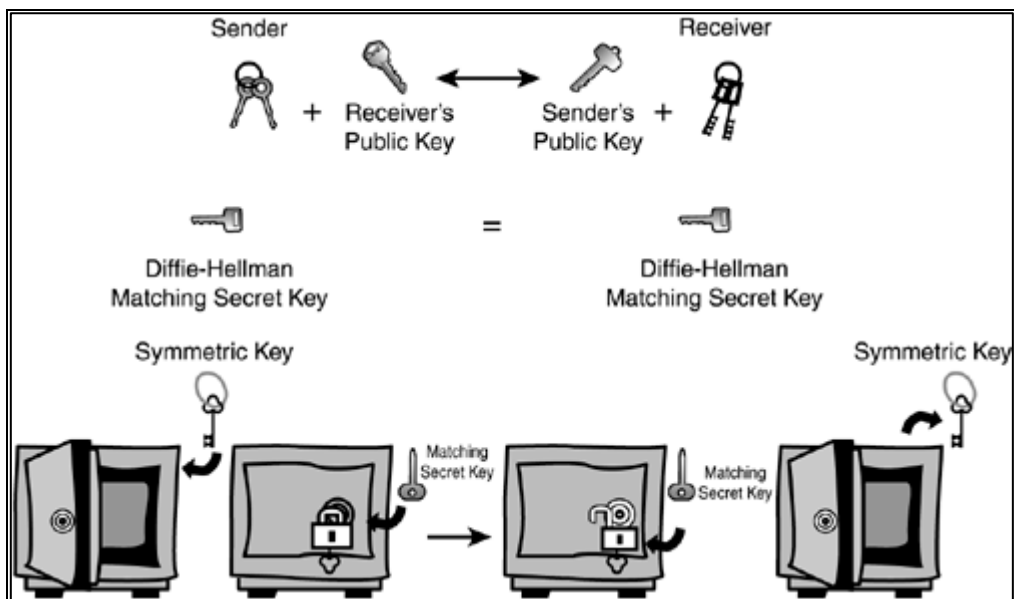 Sender
Receiver
+
Receiver's
Public Key
Sender's
Public Key
+
=
Diffie-Hellman
Matching Secret Key
Diffie-Hellman
Matching Secret Key
Symmetric Key
Symmetric Key
Matching
Secret Key
Matching
Secret Key